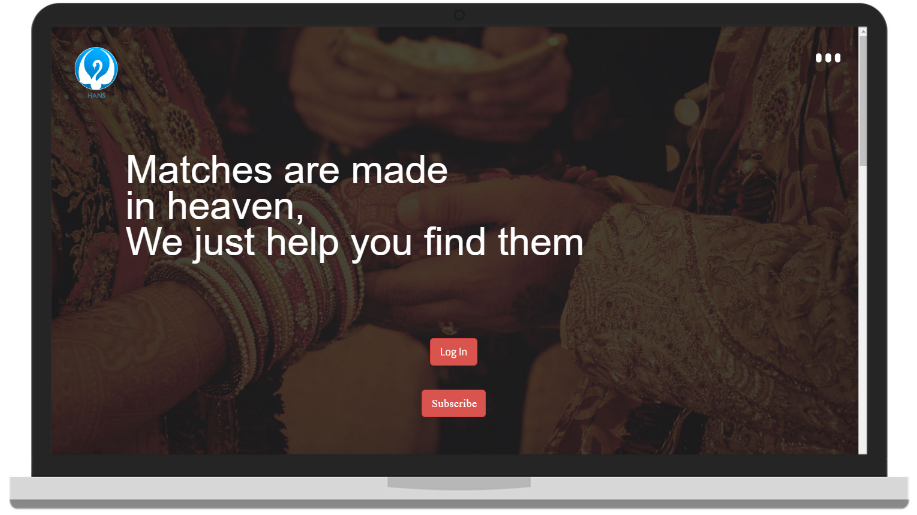 HANS
Matches are made
in heaven,
We just help you find them
Log In
Subscribe